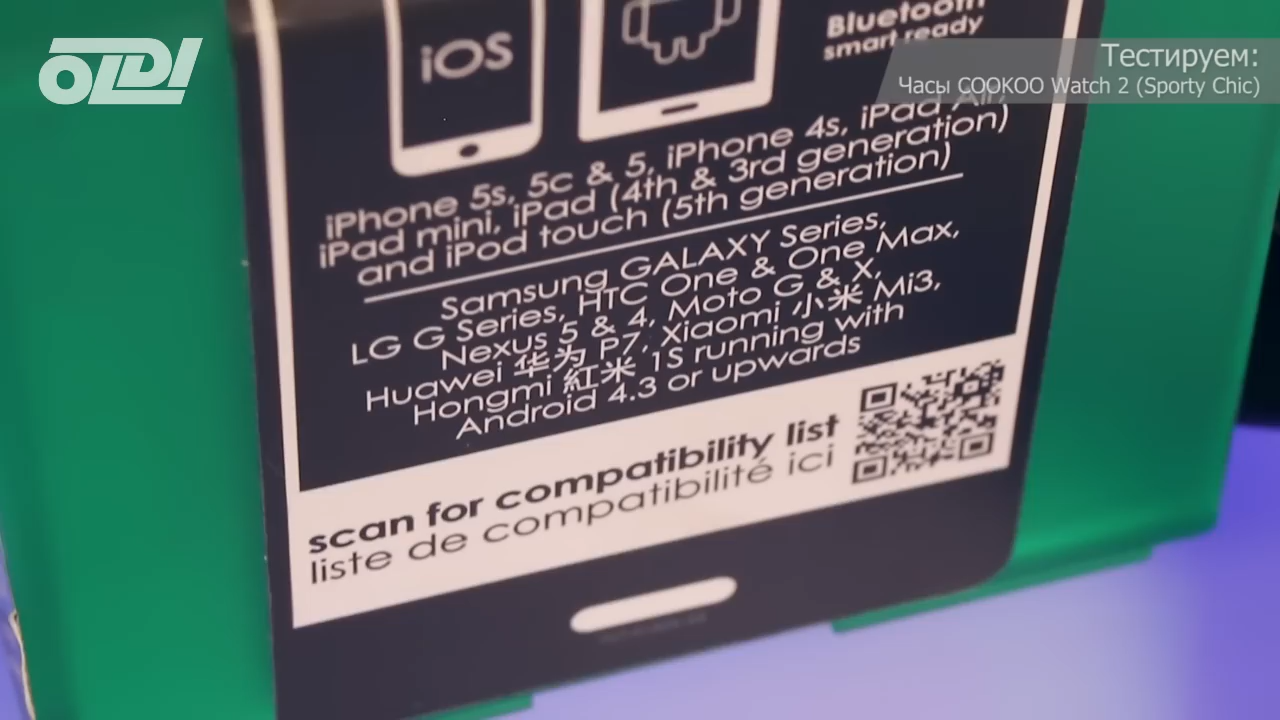 OLDI
Тестируем:
Часы COOKOO Watch 2 (Sporty Chic)
iOS
Bluetooth
smart ready
iPhone 5s, 5c & 5, iPhone 4s, iPad Air,
iPad mini, iPad (4th & 3rd generation)
and iPod touch (5th generation)
Samsung GALAXY Series,
LG G Series, HTC One & One Max,
Nexus 5 & 4, Moto G & X,
Huawei 华为 P7, Xiaomi 小米 Mi3,
Hongmi 紅米 1S running with
Android 4.3 or upwards
scan for compatibility list
liste de compatibilité ici